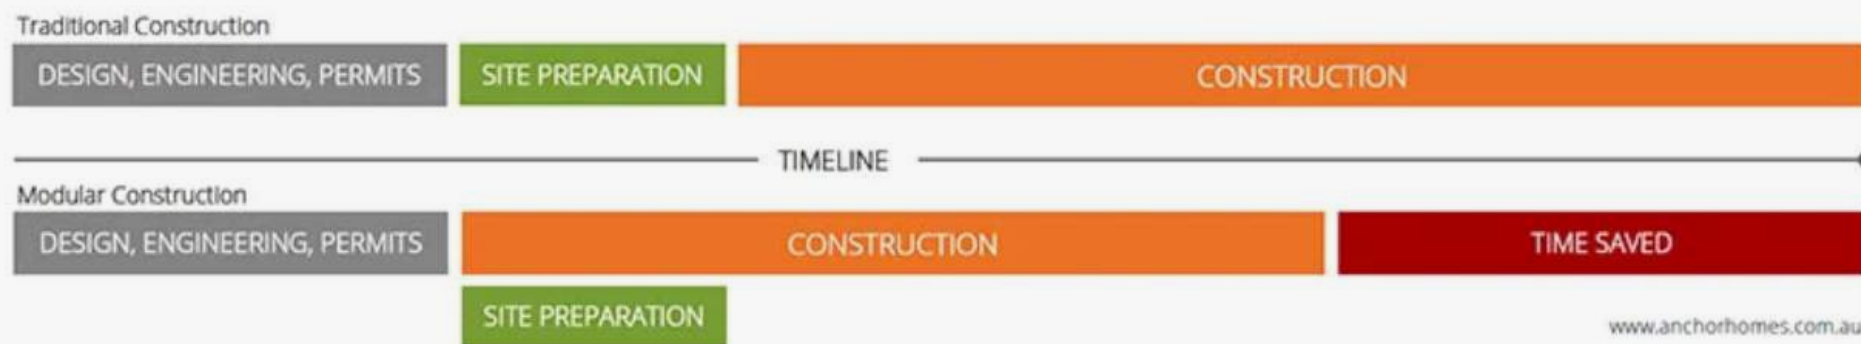 Traditional Construction
DESIGN, ENGINEERING, PERMITS SITE PREPARATION CONSTRUCTION
TIMELINE
Modular Construction
DESIGN, ENGINEERING, PERMITS CONSTRUCTION TIME SAVED
SITE PREPARATION
www.anchorhomes.com.au